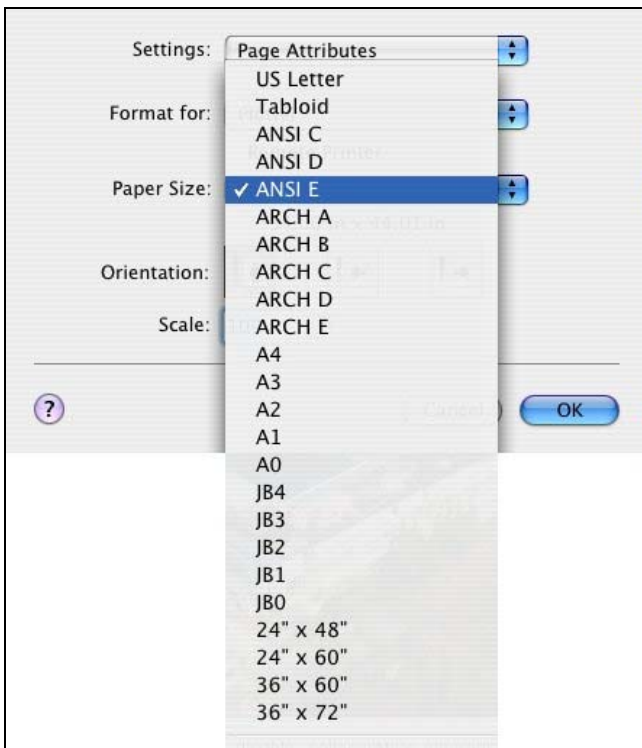 Settings: Page Attributes
US Letter
Format for:
Tabloid
ANSI C
ANSI D
Printer
Paper Size: ✓ ANSI E
ARCH A
ARCH B
Orientation: ARCH C
ARCH D
Scale: ARCH E
A4
A3
? A2 Cancel OK
A1
A0
JB4
JB3
JB2
JB1
JB0
24" x 48"
24" x 60"
36" x 60"
36" x 72"